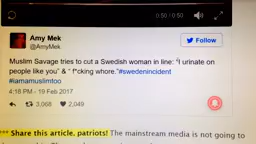 0:50 / 0:50
Amy Mek
@AmyMek
Follow
Muslim Savage tries to cut a Swedish woman in line: "I urinate on
people like you" & " f*cking whore."#swedenincident
#iamamuslimtoo
4:18 PM - 19 Feb 2017
3,068 2,049
*** Share this article, patriots! The mainstream media is not going to